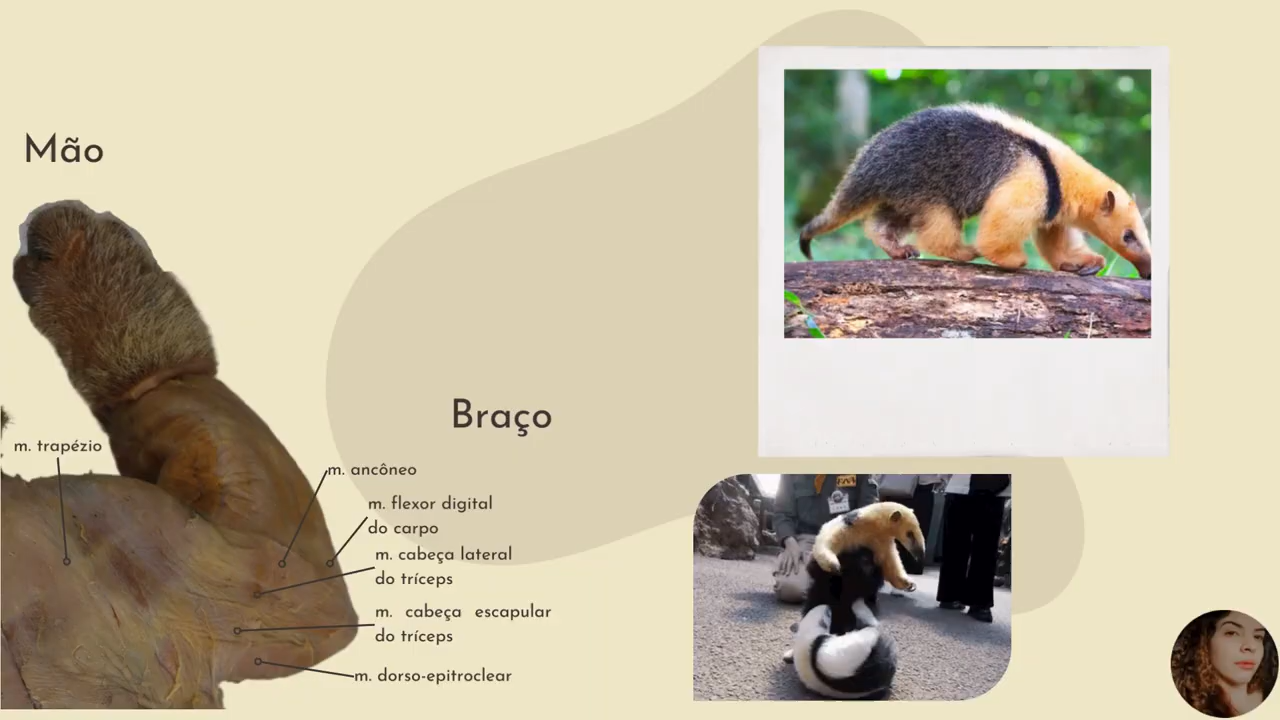 Mão
Braço
m. trapézio
m. ancôneo
m. flexor digital
do carpo
m. cabeça lateral
do tríceps
m. cabeça escapular
do tríceps
m. dorso-epitroclear